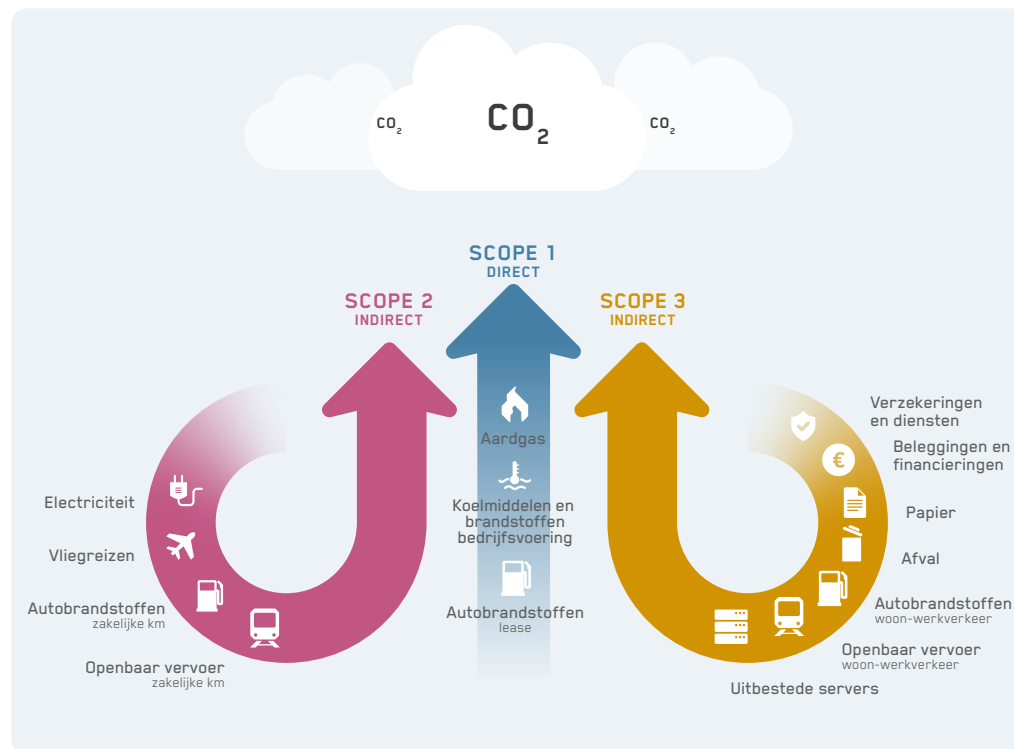 CO2
CO2
CO2
SCOPE 1
DIRECT
SCOPE 2
INDIRECT
SCOPE 3
INDIRECT
Electriciteit
Vliegreizen
Autobrandstoffen
zakelijke km
Openbaar vervoer
zakelijke km
Aardgas
Koelmiddelen en
brandstoffen
bedrijfsvoering
Autobrandstoffen
lease
Verzekeringen
en diensten
€
Beleggingen en
financieringen
Papier
Afval
Autobrandstoffen
woon-werkverkeer
Openbaar vervoer
woon-werkverkeer
Uitbestede servers